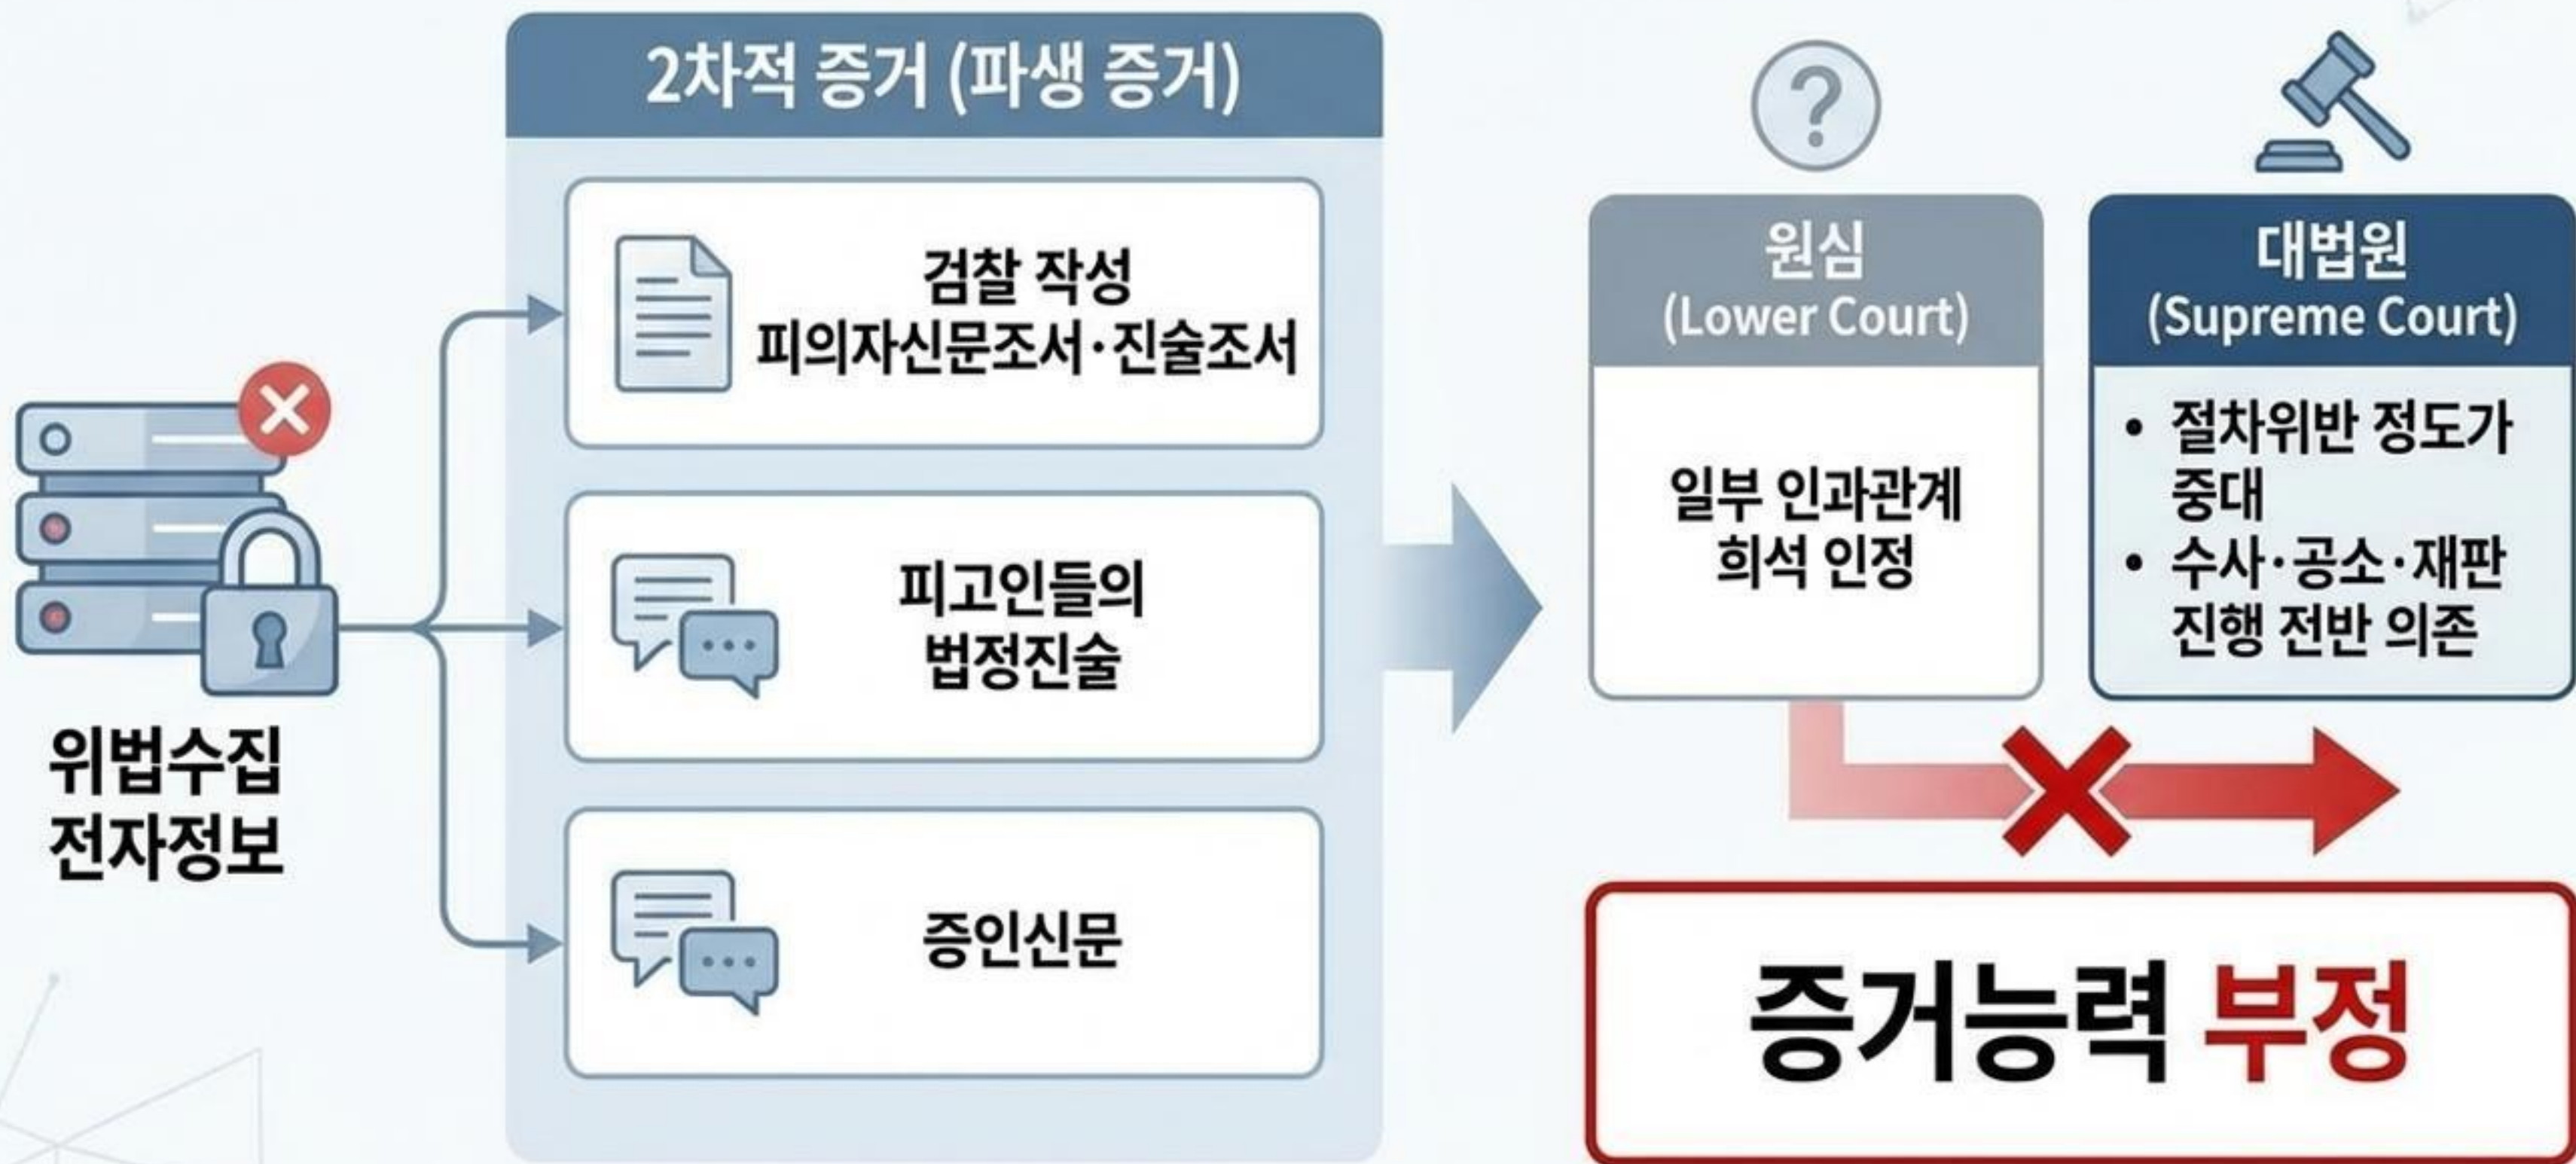 2차적 증거 (파생 증거)
검찰 작성
피의자신문조서·진술조서
피고인들의
법정진술
증인신문
위법수집
전자정보
?
원심
(Lower Court)
일부 인과관계
희석 인정
대법원
(Supreme Court)
• 절차위반 정도가
중대
• 수사·공소·재판
진행 전반 의존
증거능력 부정